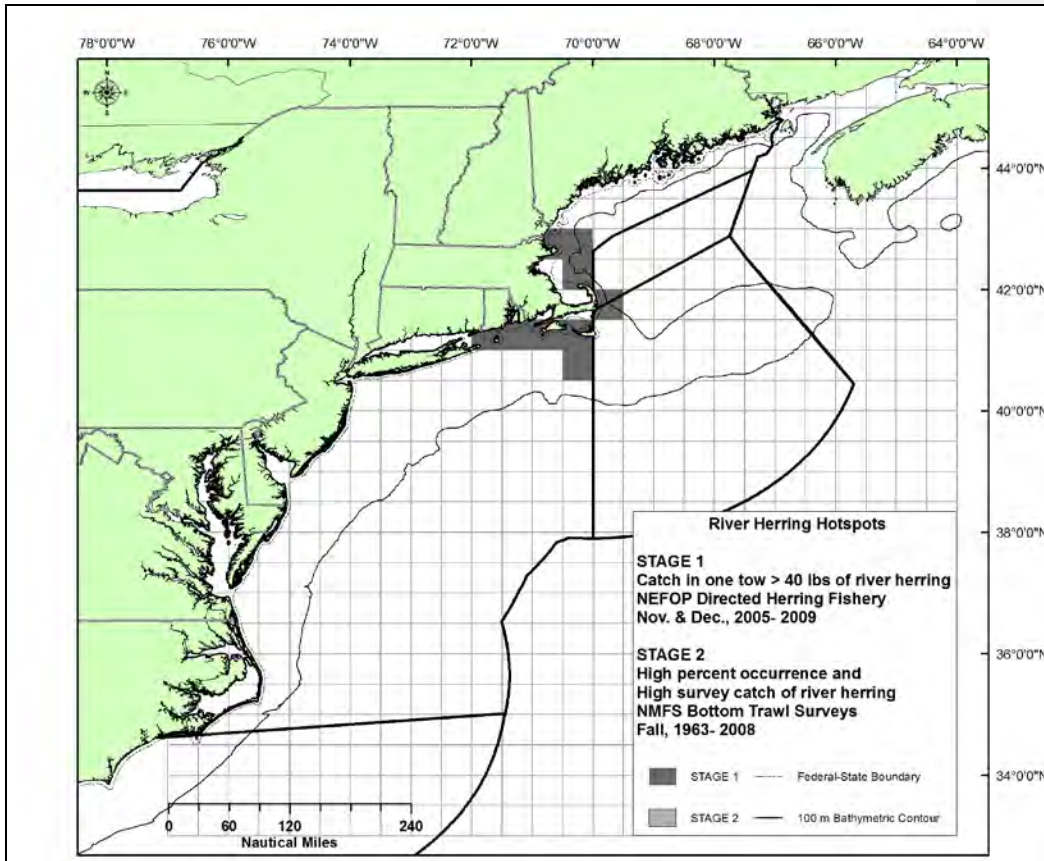 78°0'0"W 76°0'0"W 74°0'0"W 72°0'0"W 70°0'0"W 68°0'0"W 66°0'0"W 64°0'0"W
N
44°0'0"N
42°0'0"N
40°0'0"N
38°0'0"N
36°0'0"N
34°0'0"N
River Herring Hotspots
STAGE 1
Catch in one tow > 40 lbs of river herring
NEFOP Directed Herring Fishery
Nov. & Dec., 2005- 2009
STAGE 2
High percent occurrence and
High survey catch of river herring
NMFS Bottom Trawl Surveys
Fall, 1963- 2008
STAGE 1 Federal-State Boundary
STAGE 2 100 m Bathymetric Contour
0 60 120 240
Nautical Miles